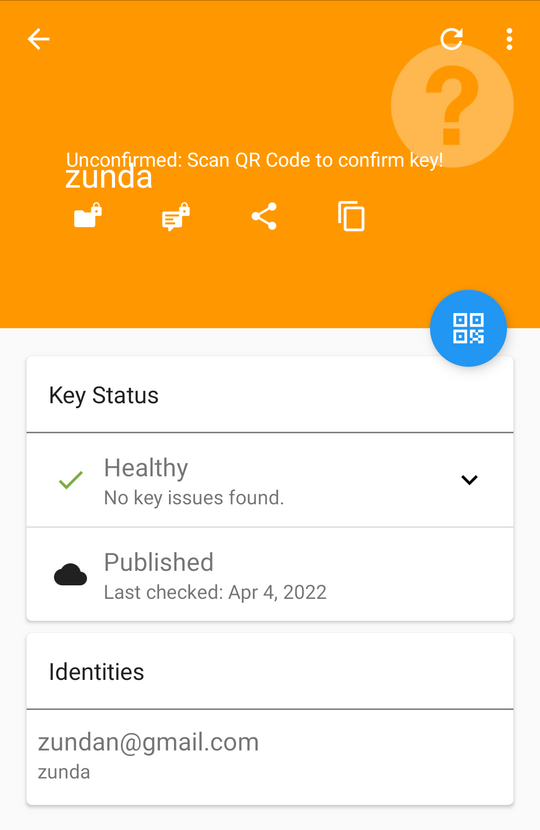 ?
Unconfirmed: Scan QR Code to confirm key!
zunda
Key Status
Healthy
No key issues found.
Published
Last checked: Apr 4, 2022
Identities
zundan@gmail.com
zunda